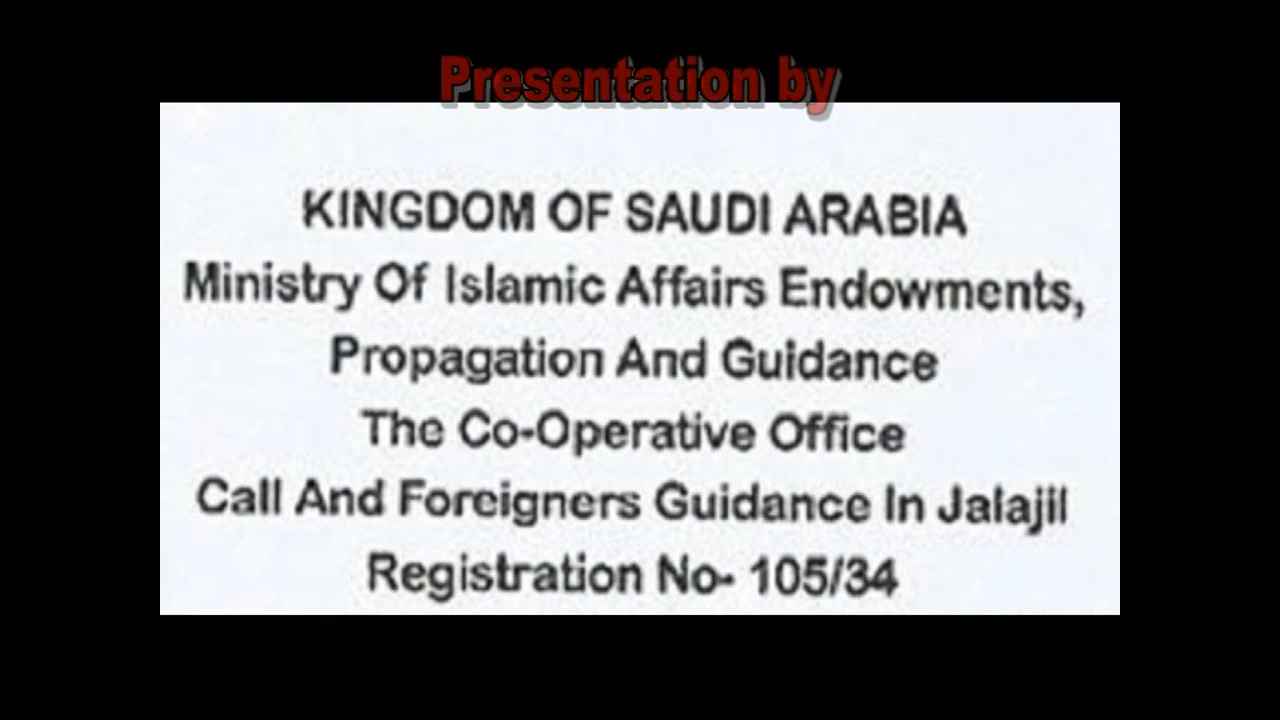 Presentation by
KINGDOM OF SAUDI ARABIA
Ministry Of Islamic Affairs Endowments,
Propagation And Guidance
The Co-Operative Office
Call And Foreigners Guidance In Jalajil
Registration No- 105/34